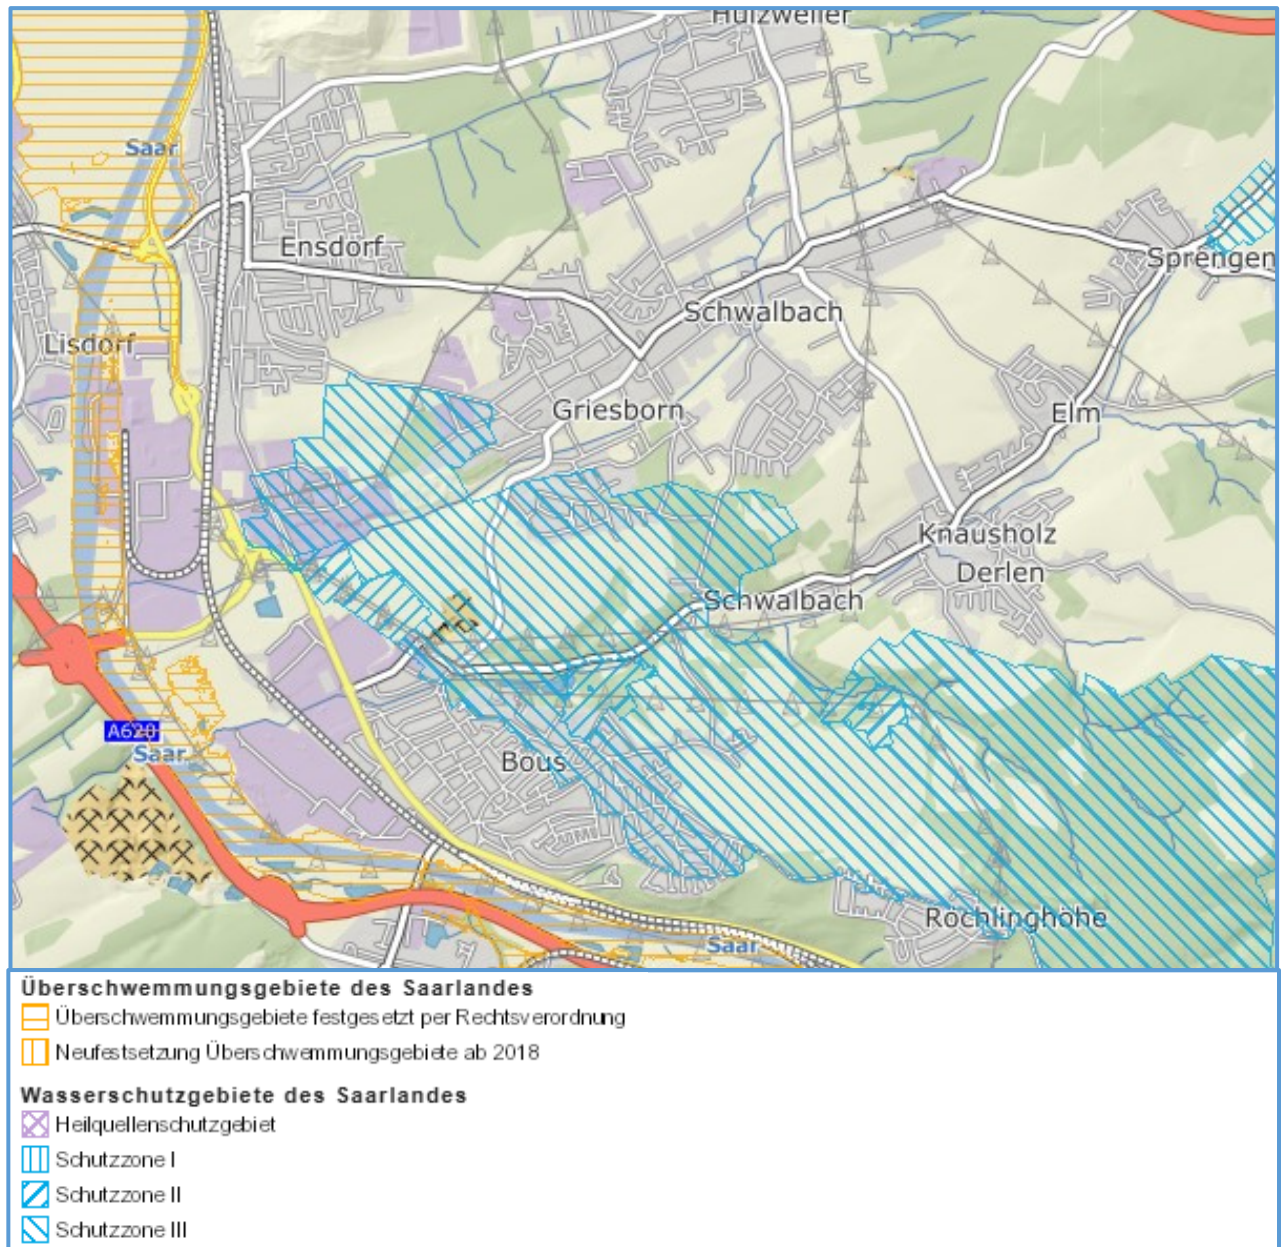 Hülzweiler
Saar
Ensdorf
Sprengen
Schwalbach
Lisdorf
Griesborn
Elm
Knausholz
Derlen
Schwalbach
A620
Saar
Bous
Röchlinghöhe
Saar
Überschwemmungsgebiete des Saarlandes
Überschwemmungsgebiete festgesetzt per Rechtsverordnung
Neufestsetzung Überschwemmungsgebiete ab 2018
Wasserschutzgebiete des Saarlandes
Heilquellenschutzgebiet
Schutzzone I
Schutzzone II
Schutzzone III